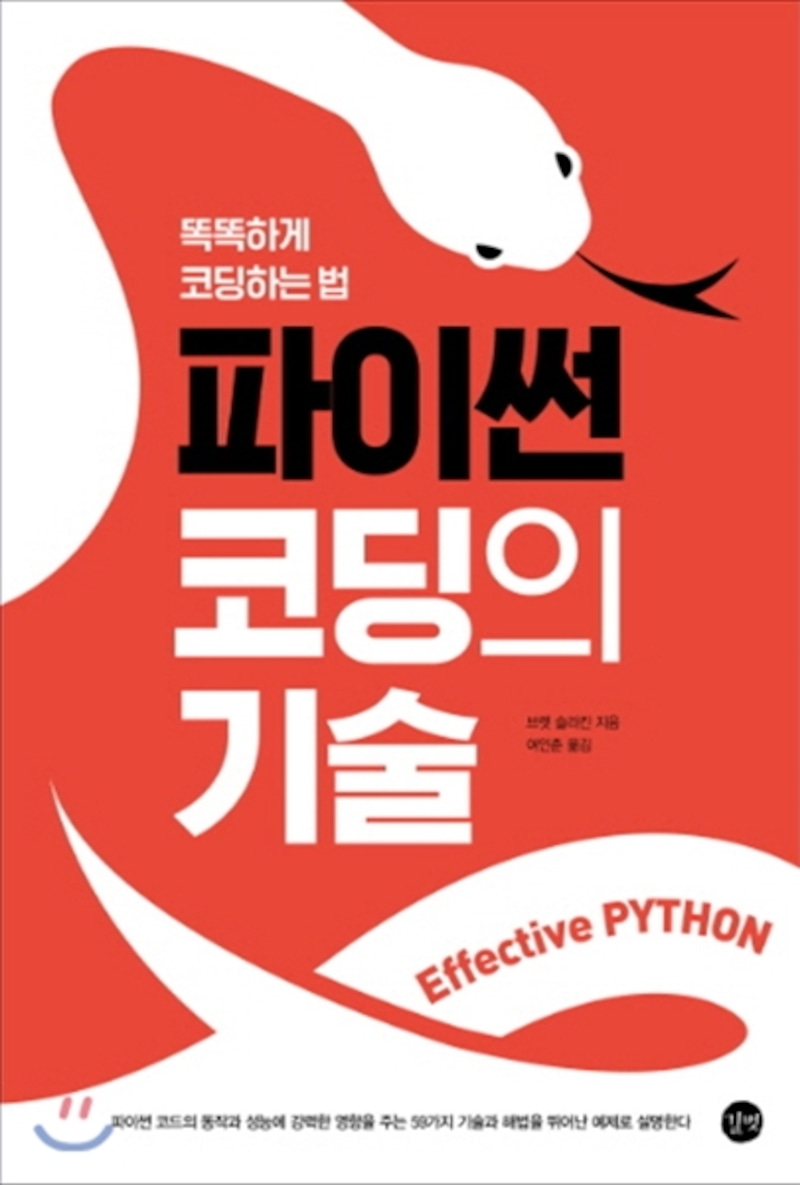 똑똑하게
코딩하는 법
파이썬
코딩의
기술
브렛 슬라킨 지음
여인춘 옮김
Effective PYTHON
파이썬 코드의 동작과 성능에 강력한 영향을 주는 59가지 기술과 해법을 뛰어난 예제로 설명한다
길벗